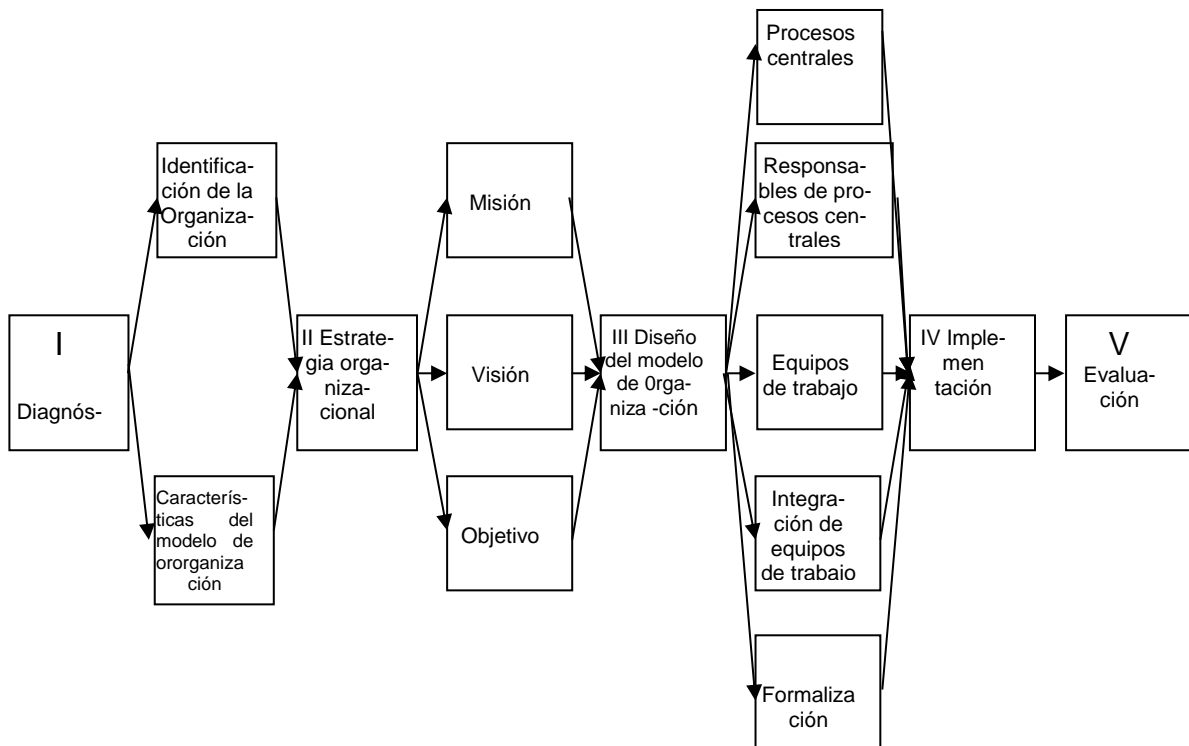 I
Diagnós-
Identifica-
ción de la
Organiza-
ción
Caracterís-
ticas del
modelo de
ororganiza
ción
II Estrate-
gia orga-
niza-
cional
Misión
Visión
Objetivo
III Diseño
del modelo
de 0rga-
niza -ción
Procesos
centrales
Responsa-
bles de pro-
cesos cen-
trales
Equipos
de trabajo
Integra-
ción de
equipos
de trabaio
Formaliza
ción
IV Imple-
men
tación
V
Evalua-
ción